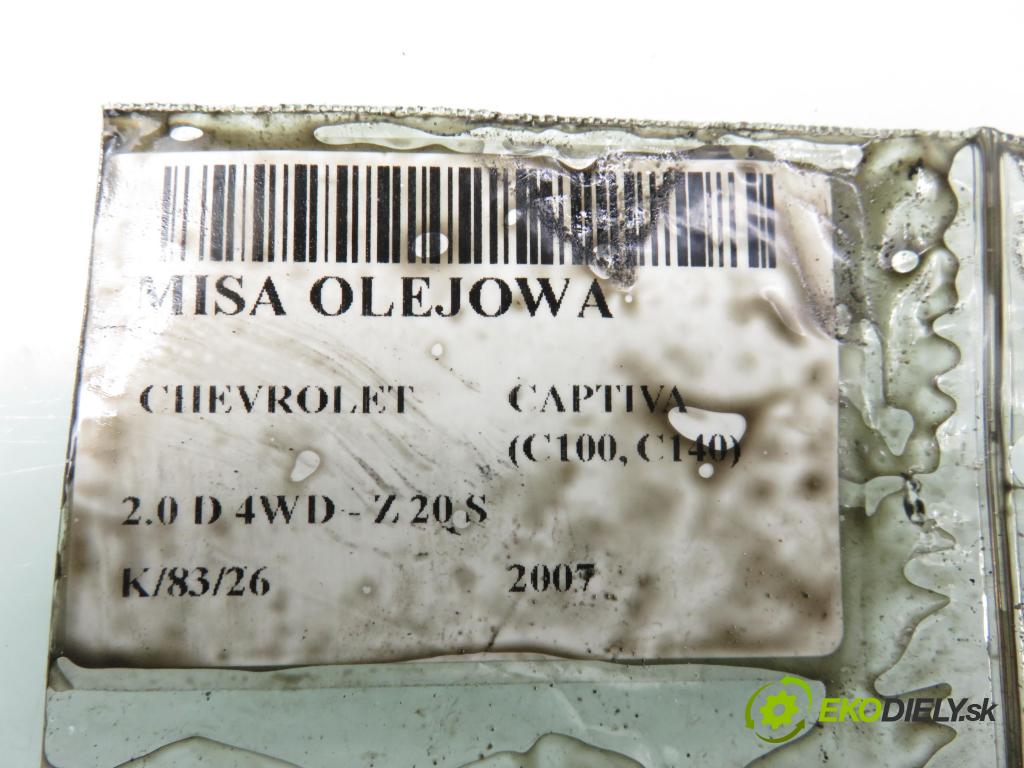 MISA OLEJOWA
CHEVROLET CAPTIVA
(C100, C140)
2.0 D 4WD - Z 20 S
K/83/26 2007
EKODIELY.sk